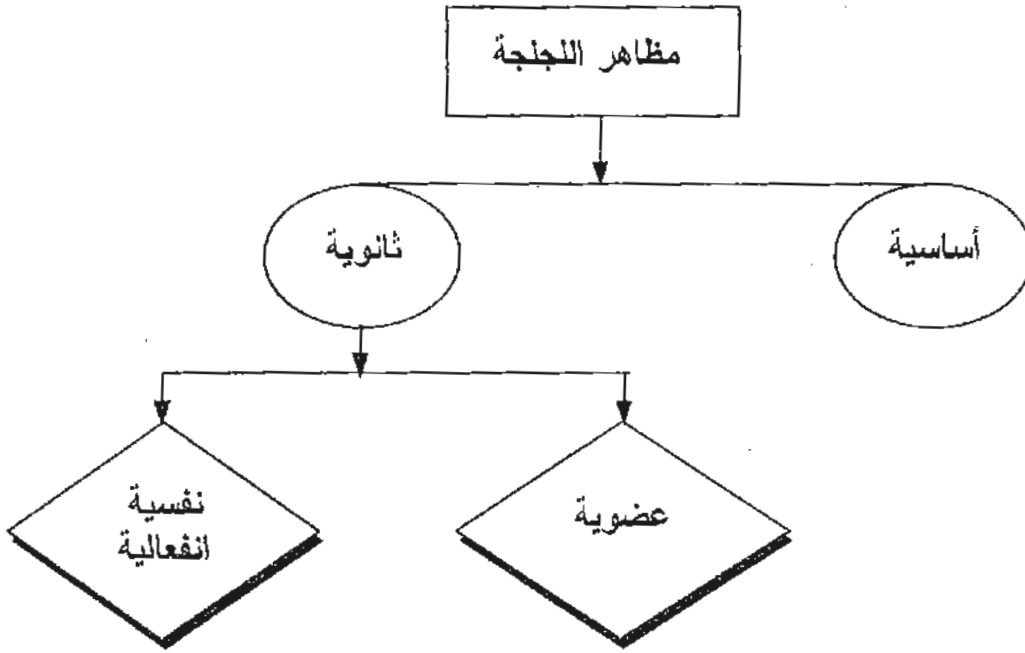 مظاهر اللجلجة
أساسية
ثانوية
عضوية
نفسية
انفعالية